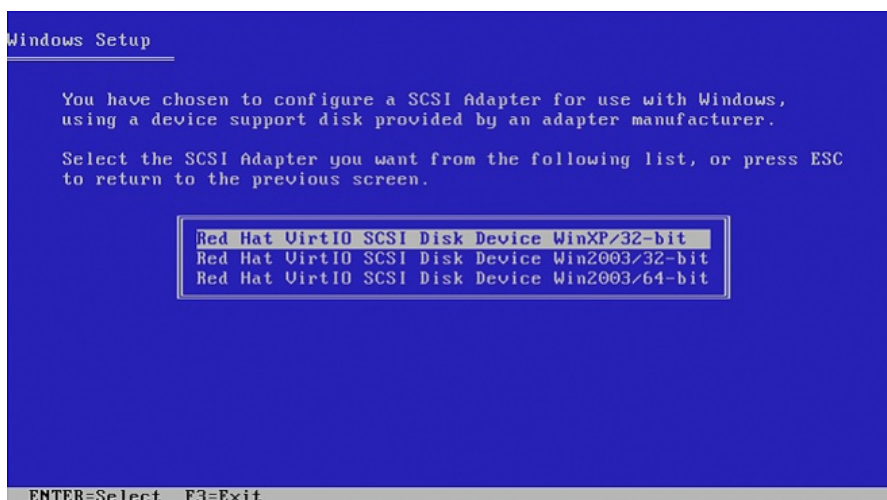 Windows Setup
You have chosen to configure a SCSI Adapter for use with Windows,
using a device support disk provided by an adapter manufacturer.
Select the SCSI Adapter you want from the following list, or press ESC
to return to the previous screen.
Red Hat VirtIO SCSI Disk Device WinXP/32-bit
Red Hat VirtIO SCSI Disk Device Win2003/32-bit
Red Hat VirtIO SCSI Disk Device Win2003/64-bit
ENTER=Select  F3=Exit